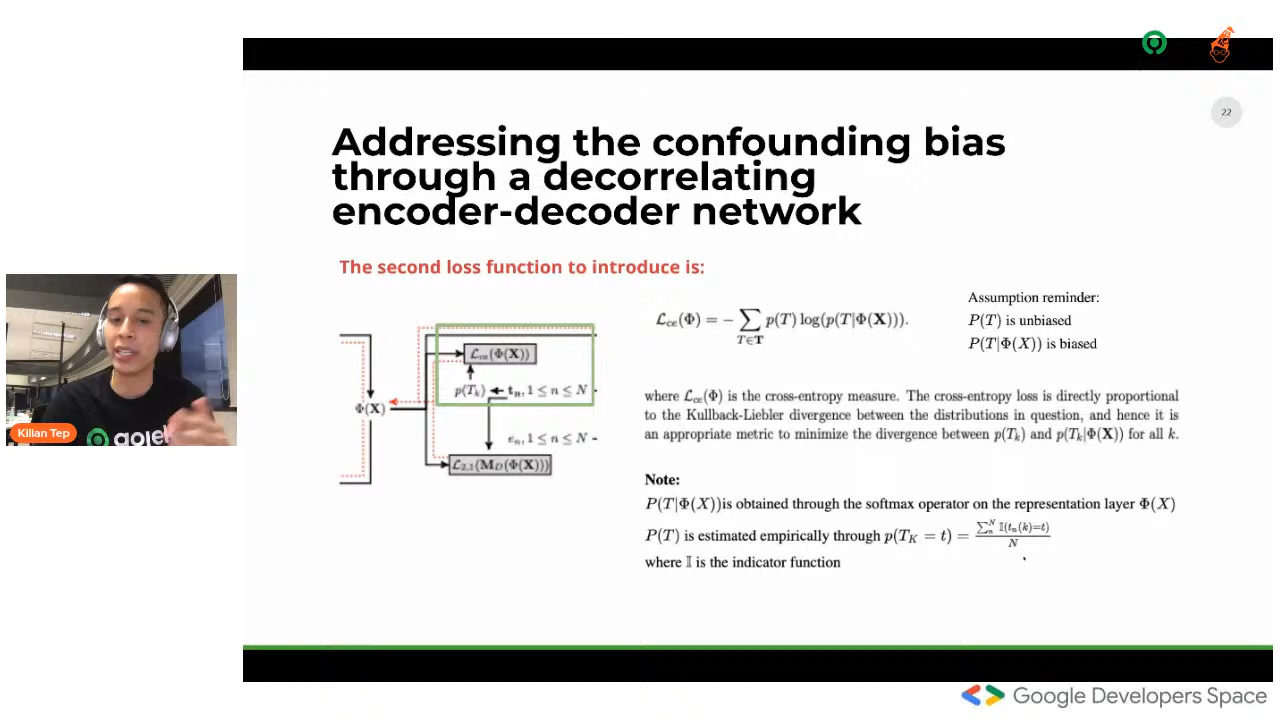 22
Addressing the confounding bias
through a decorrelating
encoder-decoder network
The second loss function to introduce is:
Φ(X)
𝓛ce(Φ(X))
p(Tk) ← tn, 1 ≤ n ≤ N
en, 1 ≤ n ≤ N
𝓛2,1(MD(Φ(X)))
𝓛ce(Φ) = − ∑T∈T p(T) log(p(T|Φ(X))).
Assumption reminder:
P(T) is unbiased
P(T|Φ(X)) is biased
where 𝓛ce(Φ) is the cross-entropy measure. The cross-entropy loss is directly proportional
to the Kullback-Liebler divergence between the distributions in question, and hence it is
an appropriate metric to minimize the divergence between p(Tk) and p(Tk|Φ(X)) for all k.
Note:
P(T|Φ(X)) is obtained through the softmax operator on the representation layer Φ(X)
P(T) is estimated empirically through p(TK = t) = ∑nN 𝕀(tn(k)=t) / N
where 𝕀 is the indicator function
Kilian Tep
Google Developers Space